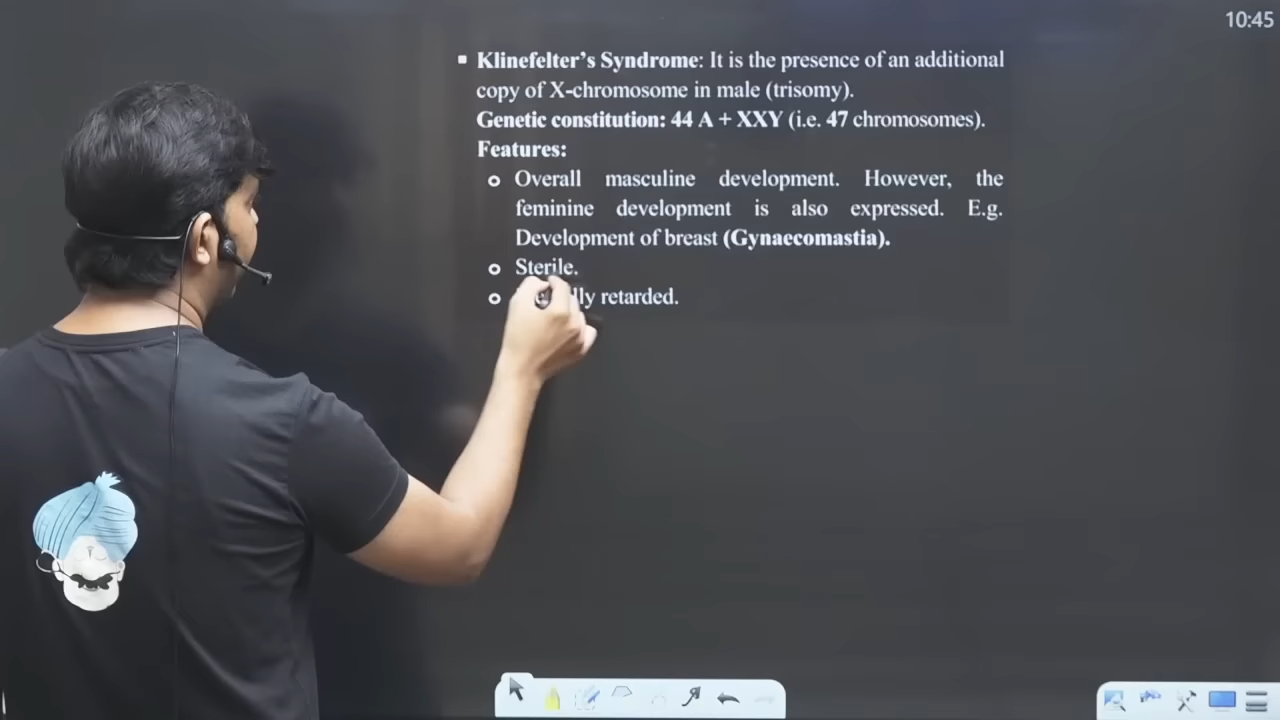 10:45
▪ Klinefelter's Syndrome: It is the presence of an additional
copy of X-chromosome in male (trisomy).
Genetic constitution: 44 A + XXY (i.e. 47 chromosomes).
Features:
o Overall masculine development. However, the
feminine development is also expressed. E.g.
Development of breast (Gynaecomastia).
o Sterile.
o retarded.